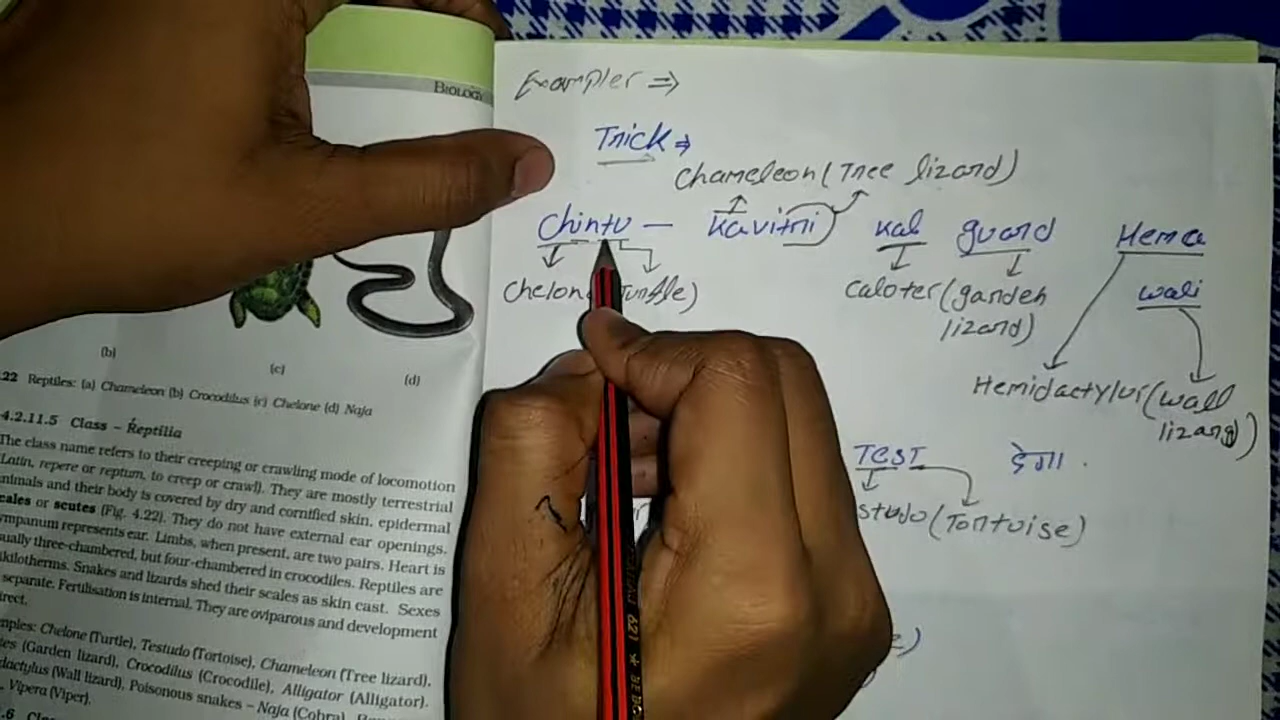 BIOLOGY
(b)
(c)
(d)
.22 Reptiles: (a) Chameleon (b) Crocodilus (c) Chelone (d) Naja
4.2.11.5 Class – Reptilia
The class name refers to their creeping or crawling mode of locomotion
Latin, repere or reptum, to creep or crawl). They are mostly terrestrial
animals and their body is covered by dry and cornified skin, epidermal
scales or scutes (Fig. 4.22). They do not have external ear openings.
ympanum represents ear. Limbs, when present, are two pairs. Heart is
ually three-chambered, but four-chambered in crocodiles. Reptiles are
ikilotherms. Snakes and lizards shed their scales as skin cast. Sexes
separate. Fertilisation is internal. They are oviparous and development
irect.
mples: Chelone (Turtle), Testudo (Tortoise), Chameleon (Tree lizard),
tes (Garden lizard), Crocodilus (Crocodile), Alligator (Alligator),
dactylus (Wall lizard), Poisonous snakes – Naja (Cobra),
Vipera (Viper).
.6
Examples ⇒
Trick ⇒
Chameleon (Tree lizard)
Chintu — Kavitri Kal guard Hema
wali
Chelon Turtle)
Calotes (garden
lizard)
Hemidactylus (wall
lizard)
TEST देगा .
studo (Tortoise)